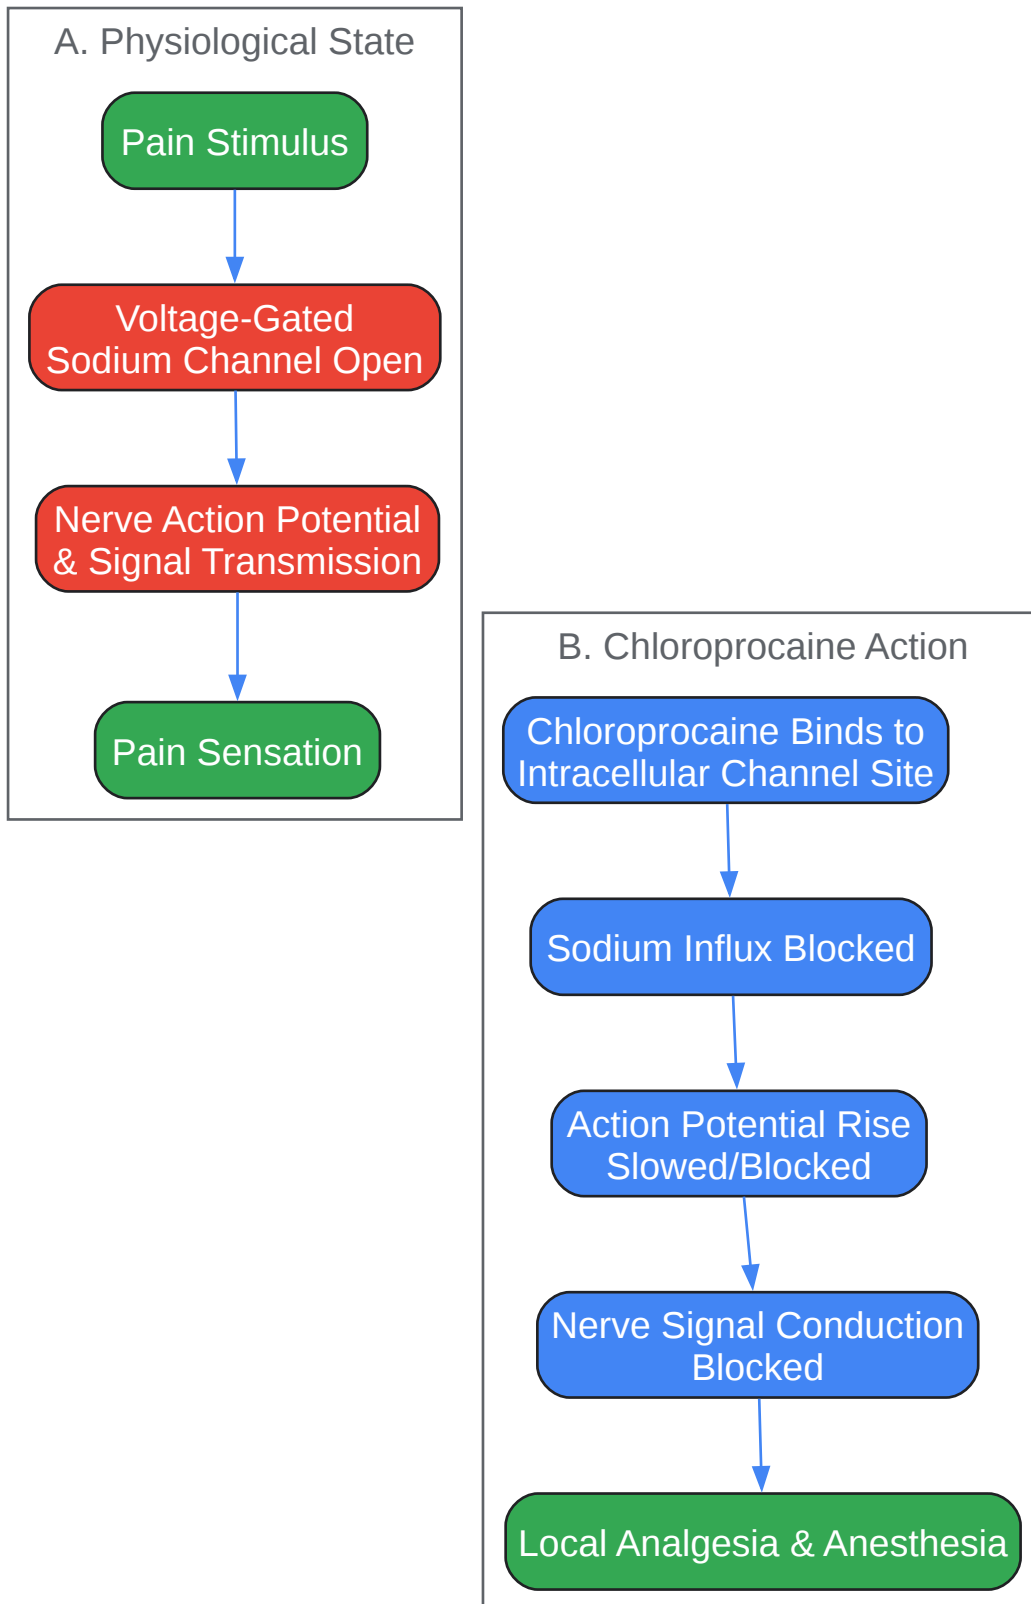 A. Physiological State
Pain Stimulus
Voltage-Gated
Sodium Channel Open
Nerve Action Potential
& Signal Transmission
Pain Sensation
B. Chloroprocaine Action
Chloroprocaine Binds to
Intracellular Channel Site
Sodium Influx Blocked
Action Potential Rise
Slowed/Blocked
Nerve Signal Conduction
Blocked
Local Analgesia & Anesthesia